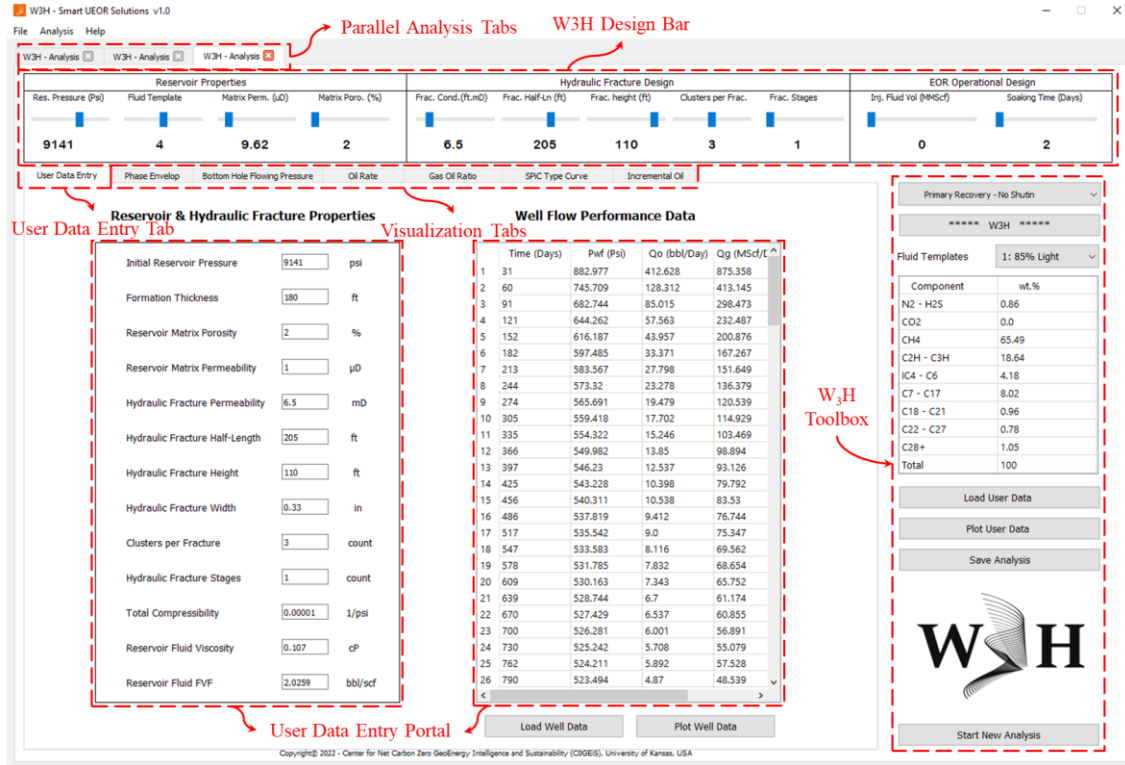 W3H - Smart UEOR Solutions v1.0
File Analysis Help
Parallel Analysis Tabs
W3H Design Bar
W3H - Analysis W3H - Analysis W3H - Analysis
Reservoir Properties Hydraulic Fracture Design EOR Operational Design
Res. Pressure (Psi) Fluid Template Matrix Perm. (uD) Matrix Poro. (%) Frac. Cond.(ft.mD) Frac. Half-Ln (ft) Frac. height (ft) Clusters per Frac. Frac. Stages Inj. Fluid Vol (MMScf) Soaking Time (Days)
9141 4 9.62 2 6.5 205 110 3 1 0 2
User Data Entry Phase Envelop Bottom Hole Flowing Pressure Oil Rate Gas Oil Ratio SPIC Type Curve Incremental Oil
User Data Entry Tab
Visualization Tabs
Reservoir & Hydraulic Fracture Properties
Initial Reservoir Pressure 9141 psi
Formation Thickness 180 ft
Reservoir Matrix Porosity 2 %
Reservoir Matrix Permeability 1 µD
Hydraulic Fracture Permeability 6.5 mD
Hydraulic Fracture Half-Length 205 ft
Hydraulic Fracture Height 110 ft
Hydraulic Fracture Width 0.33 in
Clusters per Fracture 3 count
Hydraulic Fracture Stages 1 count
Total Compressibility 0.00001 1/psi
Reservoir Fluid Viscosity 0.107 cP
Reservoir Fluid FVF 2.0259 bbl/scf
Well Flow Performance Data
Time (Days) Pwf (Psi) Qo (bbl/Day) Qg (MScf/D
1 31 882.977 412.628 875.358
2 60 745.709 128.312 413.145
3 91 682.744 85.015 298.473
4 121 644.262 57.563 232.487
5 152 616.187 43.957 200.876
6 182 597.485 33.371 167.267
7 213 583.567 27.798 151.649
8 244 573.32 23.278 136.379
9 274 565.691 19.479 120.539
10 305 559.418 17.702 114.929
11 335 554.322 15.246 103.469
12 366 549.982 13.85 98.894
13 397 546.23 12.537 93.126
14 425 543.228 10.398 79.792
15 456 540.311 10.538 83.53
16 486 537.819 9.412 76.744
17 517 535.542 9.0 75.347
18 547 533.583 8.116 69.562
19 578 531.785 7.832 68.654
20 609 530.163 7.343 65.752
21 639 528.744 6.7 61.174
22 670 527.429 6.537 60.855
23 700 526.281 6.001 56.891
24 730 525.242 5.708 55.079
25 762 524.211 5.892 57.528
26 790 523.494 4.87 48.539
Load Well Data Plot Well Data
User Data Entry Portal
W3H
Toolbox
Primary Recovery - No Shutin
***** W3H *****
Fluid Templates 1: 85% Light
Component wt.%
N2 - H2S 0.86
CO2 0.0
CH4 65.49
C2H - C3H 18.64
IC4 - C6 4.18
C7 - C17 8.02
C18 - C21 0.96
C22 - C27 0.78
C28+ 1.05
Total 100
Load User Data
Plot User Data
Save Analysis
W3H
Start New Analysis
Copyright© 2022 - Center for Net Carbon Zero GeoEnergy Intelligence and Sustainability (C0GEIS), University of Kansas, USA